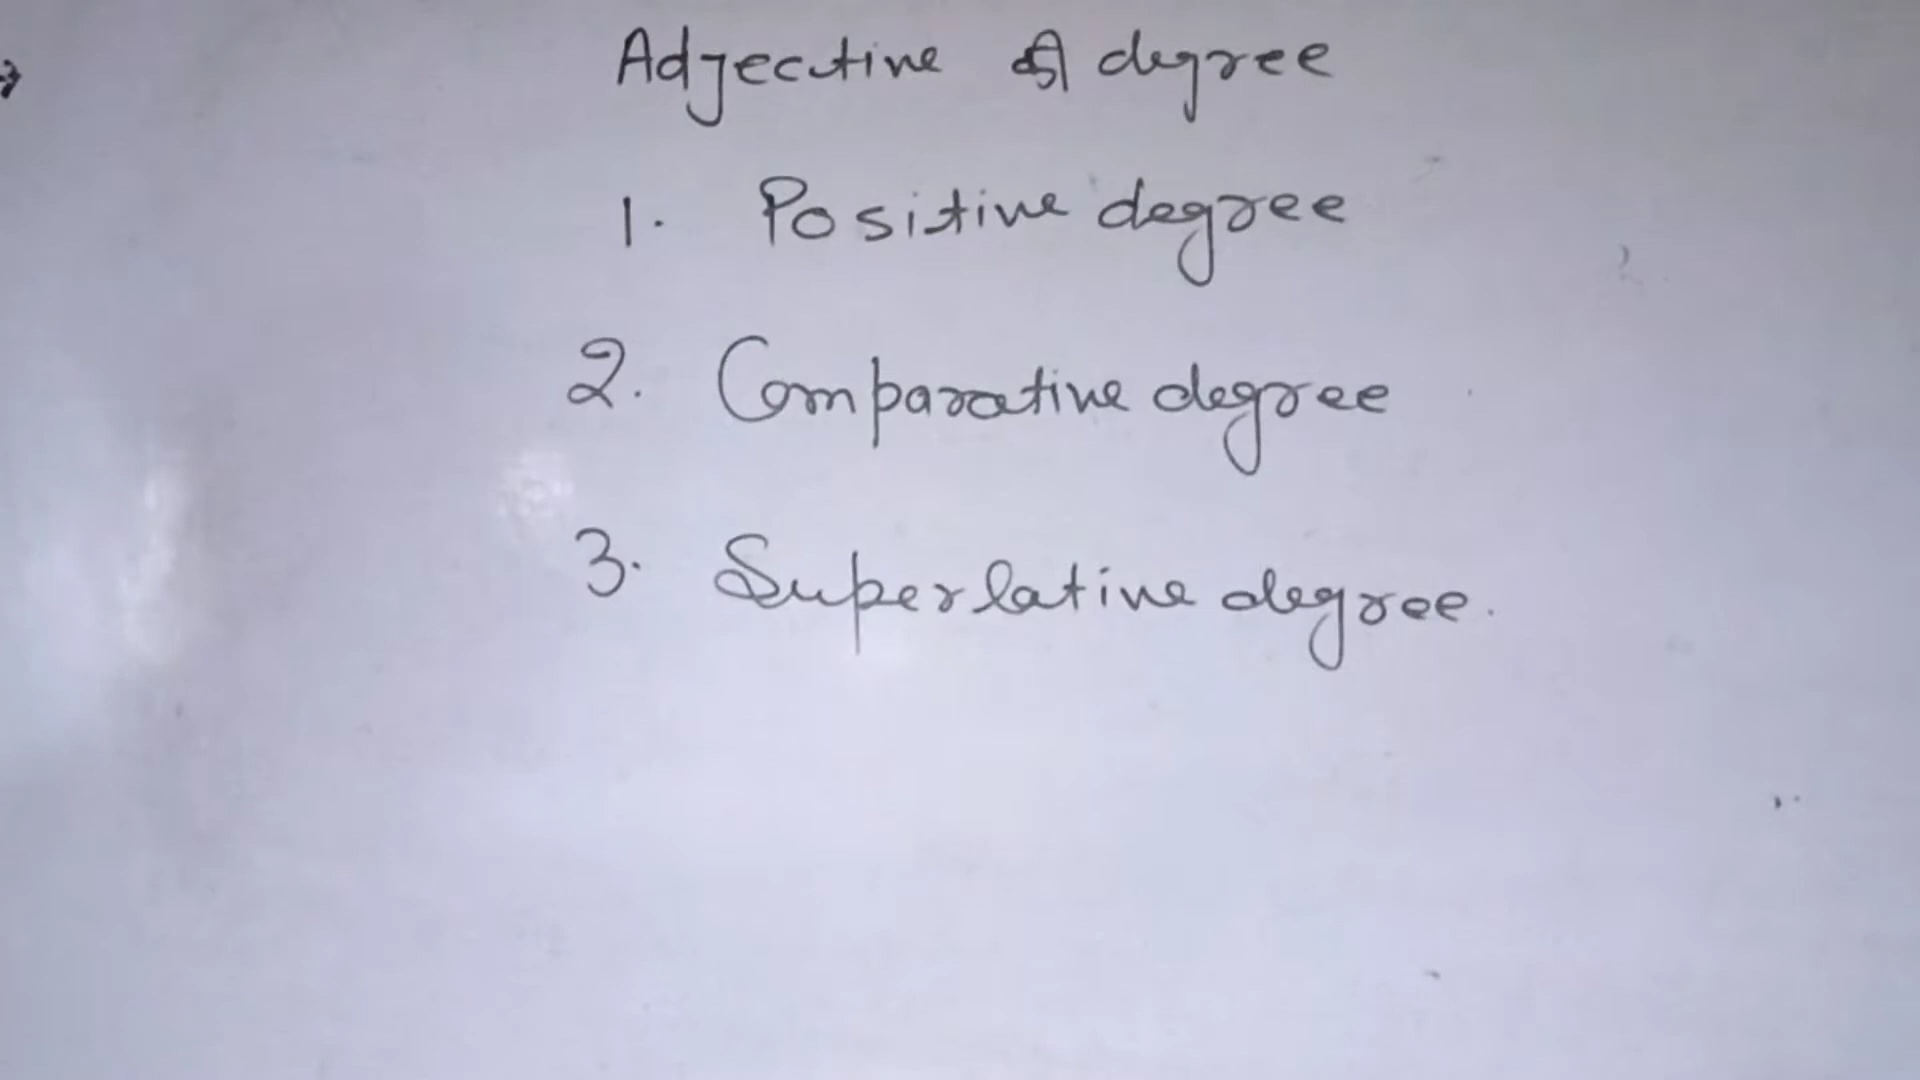 Adjective की degree
1. Positive degree
2. Comparative degree
3. Superlative degree.